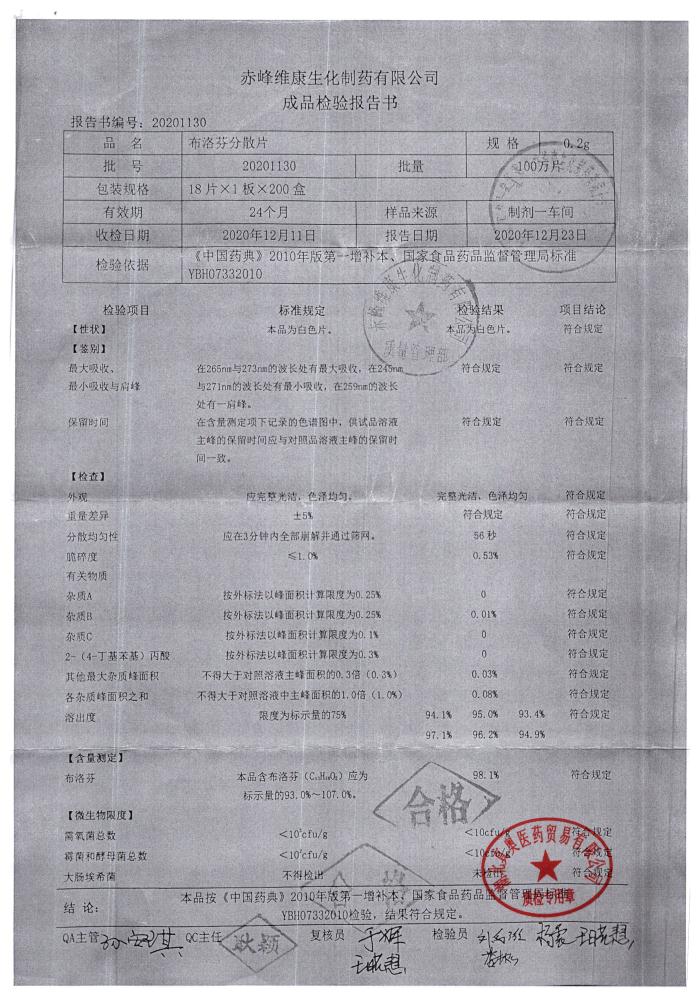 赤峰维康生化制药有限公司
成品检验报告书
报告书编号：20201130
品 名 布洛芬分散片 规 格 0.2g
批 号 20201130 批量 100万片
包装规格 18片×1板×200盒
有效期 24个月 样品来源 制剂一车间
收检日期 2020年12月11日 报告日期 2020年12月23日
检验依据 《中国药典》2010年版第一增补本、国家食品药品监督管理局标准
YBH07332010
检验项目 标准规定 检验结果 项目结论
【性状】 本品为白色片。 本品为白色片。 符合规定
【鉴别】
最大吸收、 在265nm与273nm的波长处有最大吸收，在245nm 符合规定 符合规定
最小吸收与肩峰 与271nm的波长处有最小吸收，在259nm的波长
处有一肩峰。
保留时间 在含量测定项下记录的色谱图中，供试品溶液 符合规定 符合规定
主峰的保留时间应与对照品溶液主峰的保留时
间一致。
【检查】
外观 应完整光洁，色泽均匀。 完整光洁，色泽均匀 符合规定
重量差异 ±5% 符合规定 符合规定
分散均匀性 应在3分钟内全部崩解并通过筛网。 56秒 符合规定
脆碎度 ≤1.0% 0.53% 符合规定
有关物质
杂质A 按外标法以峰面积计算限度为0.25% 0 符合规定
杂质B 按外标法以峰面积计算限度为0.25% 0.01% 符合规定
杂质C 按外标法以峰面积计算限度为0.1% 0 符合规定
2-（4-丁基苯基）丙酸 按外标法以峰面积计算限度为0.3% 0 符合规定
其他最大杂质峰面积 不得大于对照溶液主峰面积的0.3倍（0.3%） 0.03% 符合规定
各杂质峰面积之和 不得大于对照溶液中主峰面积的1.0倍（1.0%） 0.08% 符合规定
溶出度 限度为标示量的75% 94.1% 95.0% 93.4% 符合规定
97.1% 96.2% 94.9%
【含量测定】
布洛芬 本品含布洛芬（C₁₃H₁₈O₂）应为 98.1% 符合规定
标示量的93.0%～107.0%。
合格
【微生物限度】
需氧菌总数 <10³cfu/g <10cfu/g 符合规定
霉菌和酵母菌总数 <10²cfu/g <10cfu/g 符合规定
大肠埃希菌 不得检出 未检出
质检专用章
结 论： 本品按《中国药典》2010年版第一增补本、国家食品药品监督管理局标准
YBH07332010检验，结果符合规定。
QA主管 QC主任 耿颖 复核员 于辉 检验员 王晓慧
王晓慧
赤峰维康生化制药有限公司
质量管理部